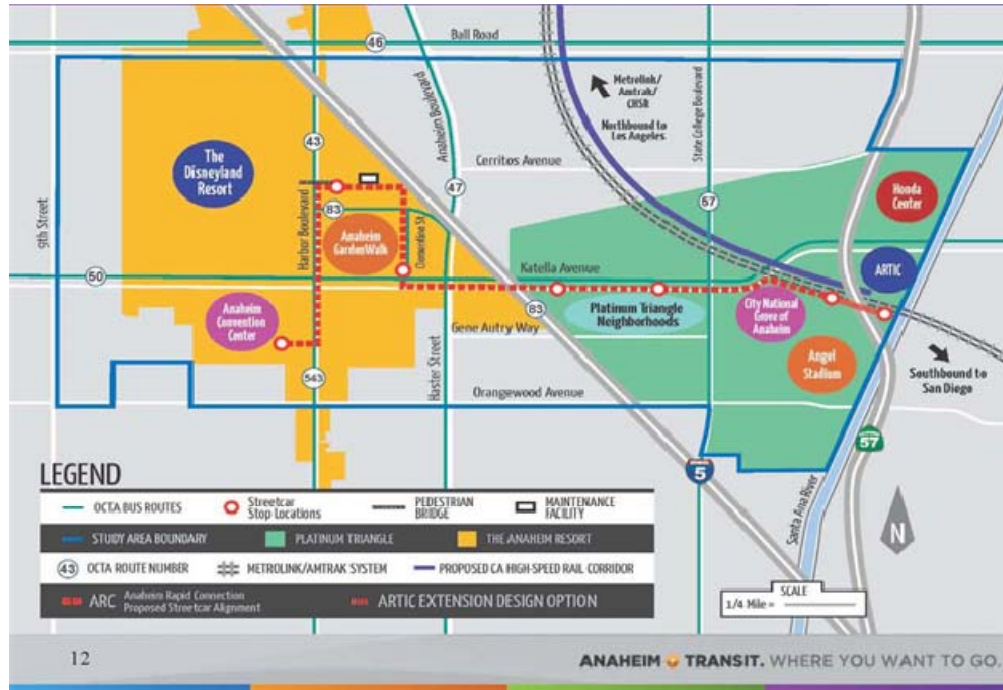 46
Ball Road
Anaheim Boulevard
Metrolink/
Amtrak/
CHSR
Northbound to
Los Angeles
State College Boulevard
The
Disneyland
Resort
43
Cerritos Avenue
47
57
Honda
Center
9th Street
Harbor Boulevard
83
Anaheim
GardenWalk
Clementine St
50
Katella Avenue
ARTIC
Anaheim
Convention
Center
83
Platinum Triangle
Neighborhoods
City National
Grove of
Anaheim
Gene Autry Way
Angel
Stadium
Southbound to
San Diego
543
Haster Street
Orangewood Avenue
57
5
Santa Ana River
N
LEGEND
OCTA BUS ROUTES
Streetcar
Stop Locations
PEDESTRIAN
BRIDGE
MAINTENANCE
FACILITY
STUDY AREA BOUNDARY
PLATINUM TRIANGLE
THE ANAHEIM RESORT
43 OCTA ROUTE NUMBER
METROLINK/AMTRAK SYSTEM
PROPOSED CA HIGH-SPEED RAIL CORRIDOR
ARC Anaheim Rapid Connection
Proposed Streetcar Alignment
ARTIC EXTENSION DESIGN OPTION
SCALE
1/4 Mile =
12
ANAHEIM TRANSIT. WHERE YOU WANT TO GO.